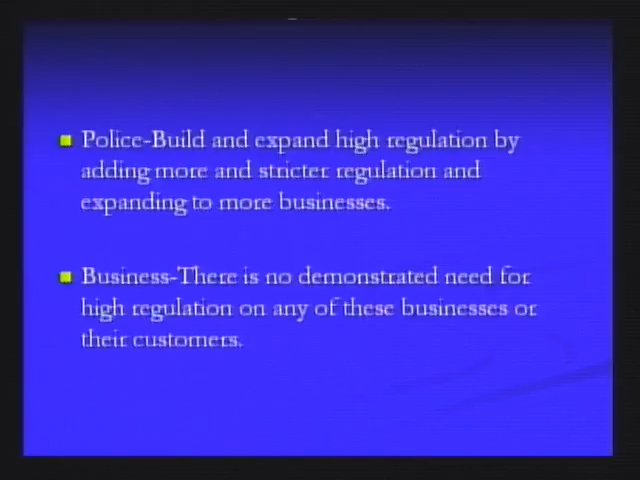 Police-Build and expand high regulation by
adding more and stricter regulation and
expanding to more businesses.
Business-There is no demonstrated need for
high regulation on any of these businesses or
their customers.